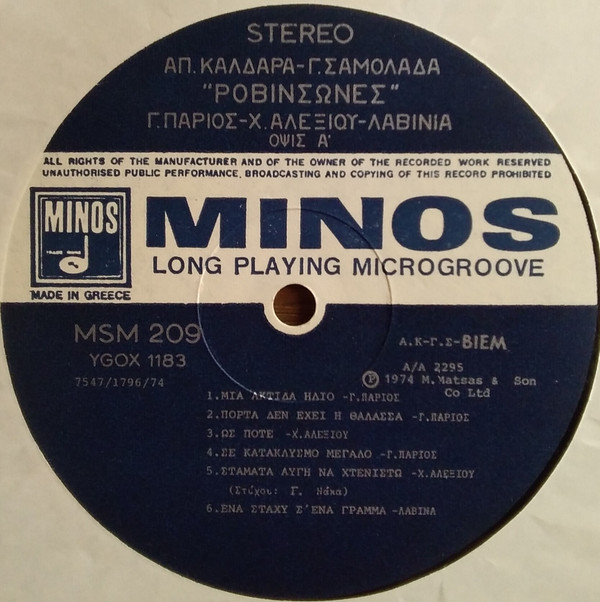 STEREO
ΑΠ. ΚΑΛΔΑΡΑ-Γ.ΣΑΜΟΛΑΔΑ
"ΡΟΒΙΝΣΩΝΕΣ"
Γ.ΠΑΡΙΟΣ-Χ.ΑΛΕΞΙΟΥ-ΛΑΒΙΝΙΑ
ΟΨΙΣ Α'
ALL RIGHTS OF THE MANUFACTURER AND OF THE OWNER OF THE RECORDED WORK RESERVED
UNAUTHORISED PUBLIC PERFORMANCE, BROADCASTING AND COPYING OF THIS RECORD PROHIBITED
MINOS
TRADE MARK
MINOS
LONG PLAYING MICROGROOVE
MADE IN GREECE
MSM 209
YGOX 1183
7547/1796/74
Α.Κ-Γ.Σ-BIEM
A/A 2295
Ⓟ 1974 M.Matsas & Son
Co Ltd
1.ΜΙΑ ΑΚΤΙΔΑ ΗΛΙΟ -Γ.ΠΑΡΙΟΣ
2.ΠΟΡΤΑ ΔΕΝ ΕΧΕΙ Η ΘΑΛΑΣΣΑ -Γ.ΠΑΡΙΟΣ
3.ΩΣ ΠΟΤΕ -Χ.ΑΛΕΞΙΟΥ
4.ΣΕ ΚΑΤΑΚΛΥΣΜΟ ΜΕΓΑΛΟ -Γ.ΠΑΡΙΟΣ
5.ΣΤΑΜΑΤΑ ΑΥΓΗ ΝΑ ΧΤΕΝΙΣΤΩ -Χ.ΑΛΕΞΙΟΥ
(Στίχοι: Γ. Νάκα)
6.ΕΝΑ ΣΤΑΧΥ Σ'ΕΝΑ ΓΡΑΜΜΑ -ΛΑΒΙΝΑ